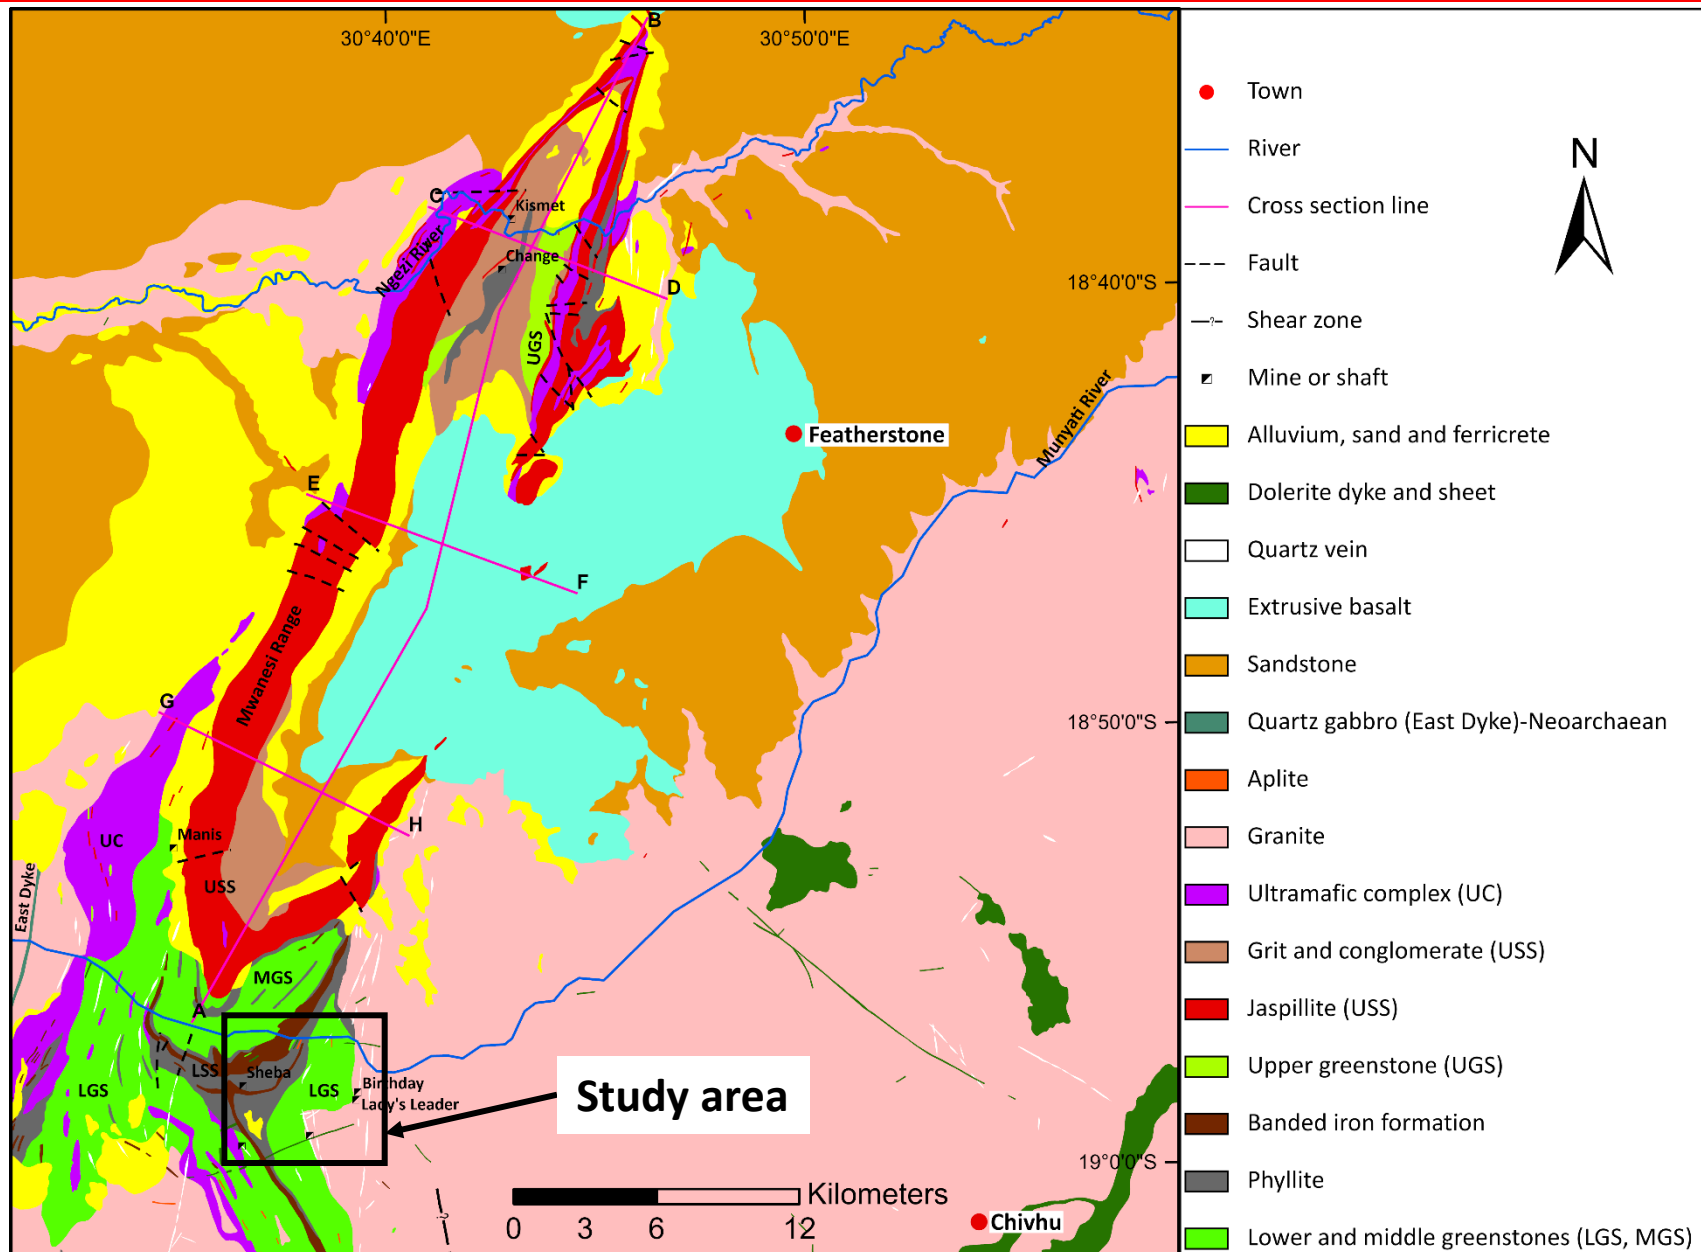 30°40'0"E
30°50'0"E
B
C
Kismet
Ngezi River
Change
D
UGS
18°40'0"S
Munyati River
Featherstone
E
F
Mwanesi Range
G
18°50'0"S
H
UC
Manis
USS
East Dyke
MGS
A
LSS
Sheba
LGS
LGS
Birthday
Lady's Leader
Study area
19°0'0"S
?
Kilometers
0 3 6 12
Chivhu
Town
N
River
Cross section line
Fault
-?- Shear zone
Mine or shaft
Alluvium, sand and ferricrete
Dolerite dyke and sheet
Quartz vein
Extrusive basalt
Sandstone
Quartz gabbro (East Dyke)-Neoarchaean
Aplite
Granite
Ultramafic complex (UC)
Grit and conglomerate (USS)
Jaspillite (USS)
Upper greenstone (UGS)
Banded iron formation
Phyllite
Lower and middle greenstones (LGS, MGS)